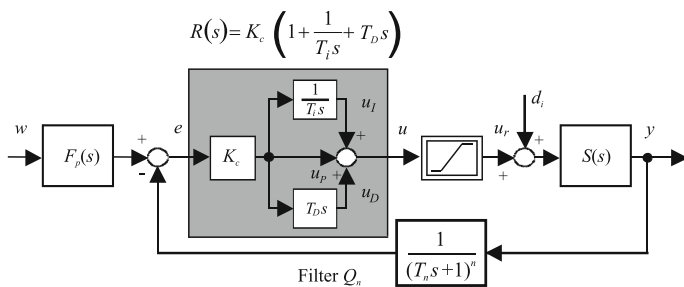 R(s) = K_c (1 + 1/(T_i s) + T_D s)
w
F_p(s)
+
-
e
K_c
1/(T_i s)
u_I
+
u_P
+
T_D s
u_D
u
u_r
+
d_i
+
S(s)
y
1/((T_n s+1)^n)
Filter Q_n